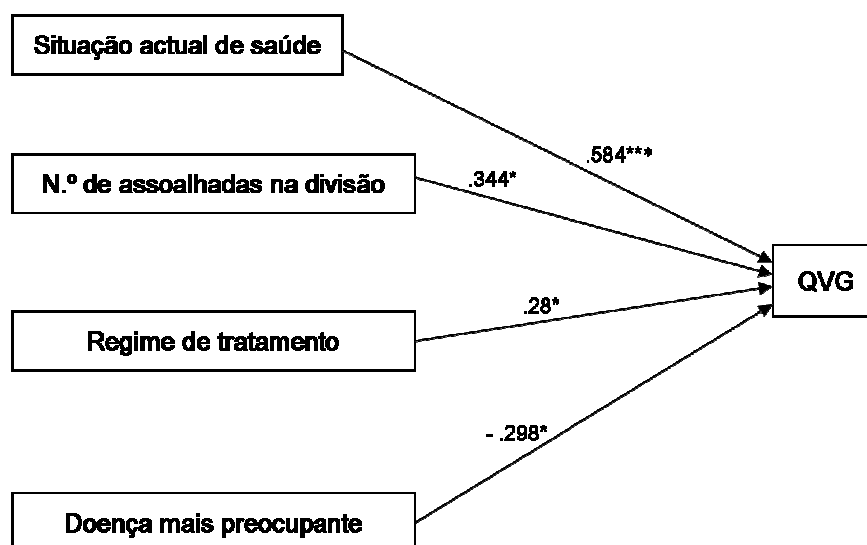 Situação actual de saúde
.584***
N.º de assoalhadas na divisão
.344*
QVG
.28*
Regime de tratamento
- .298*
Doença mais preocupante